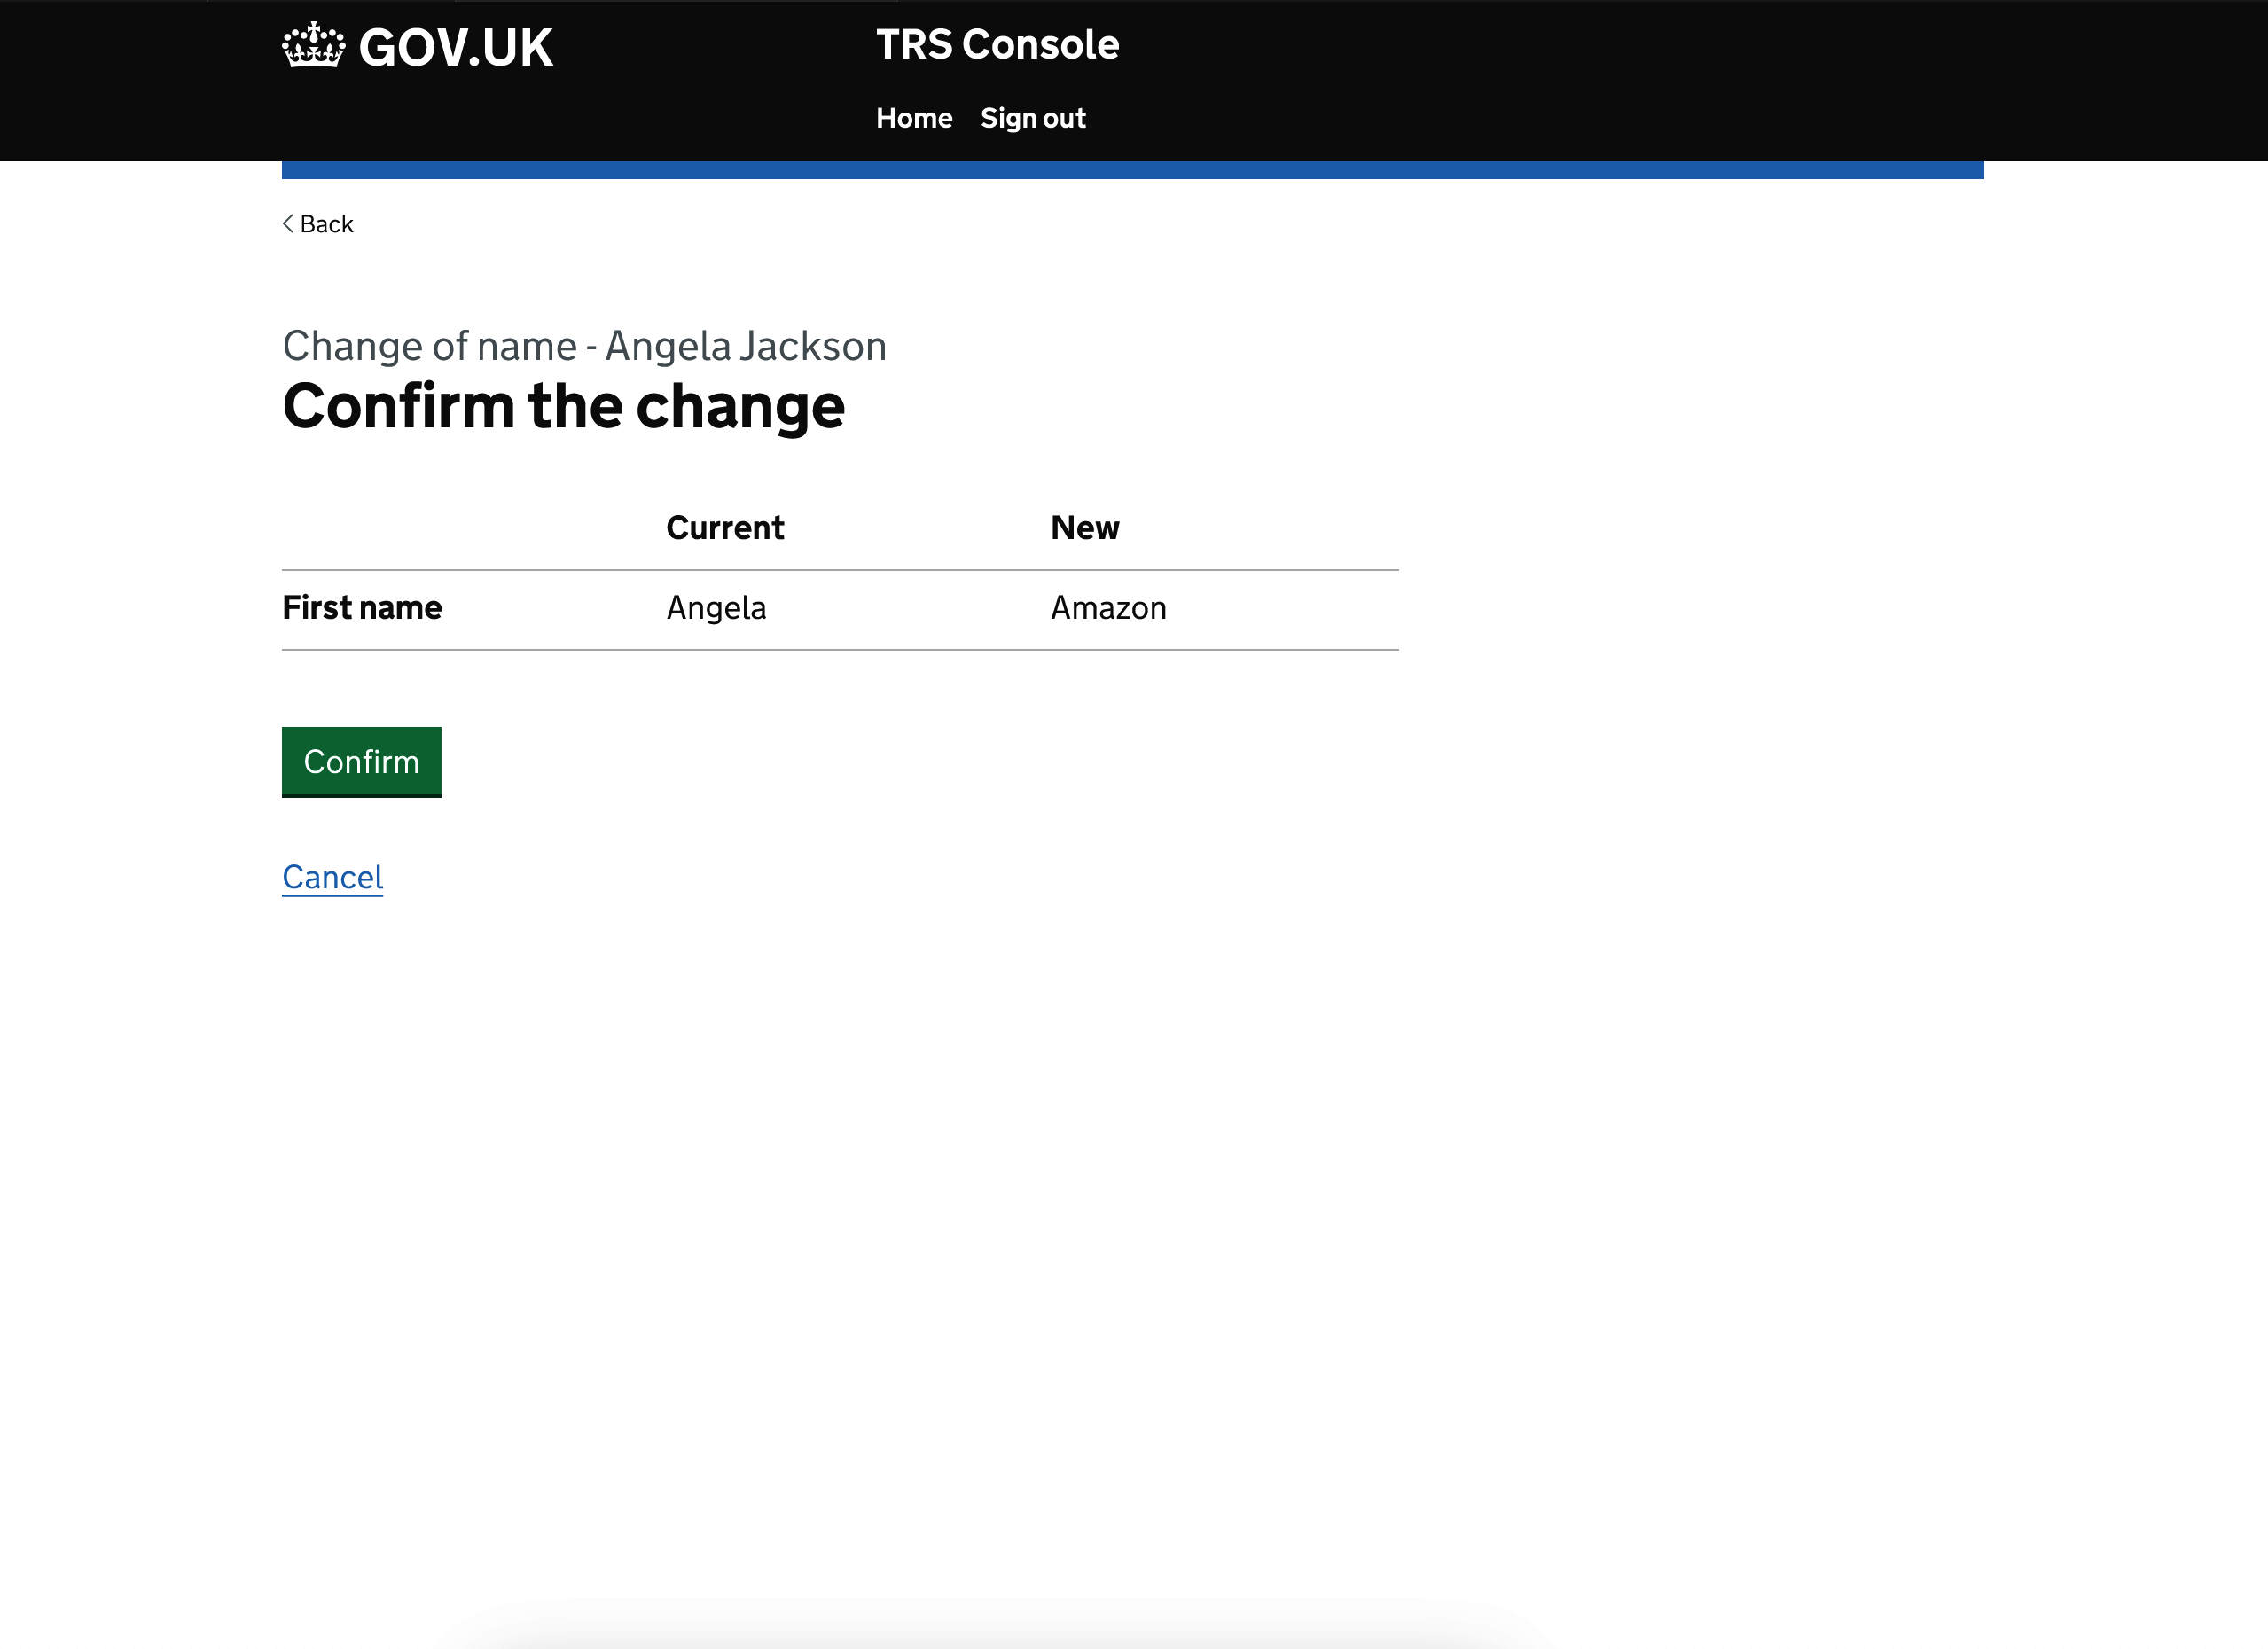 GOV.UK
TRS Console
Home Sign out
Back
Change of name - Angela Jackson
Confirm the change
Current New
First name Angela Amazon
Confirm
Cancel